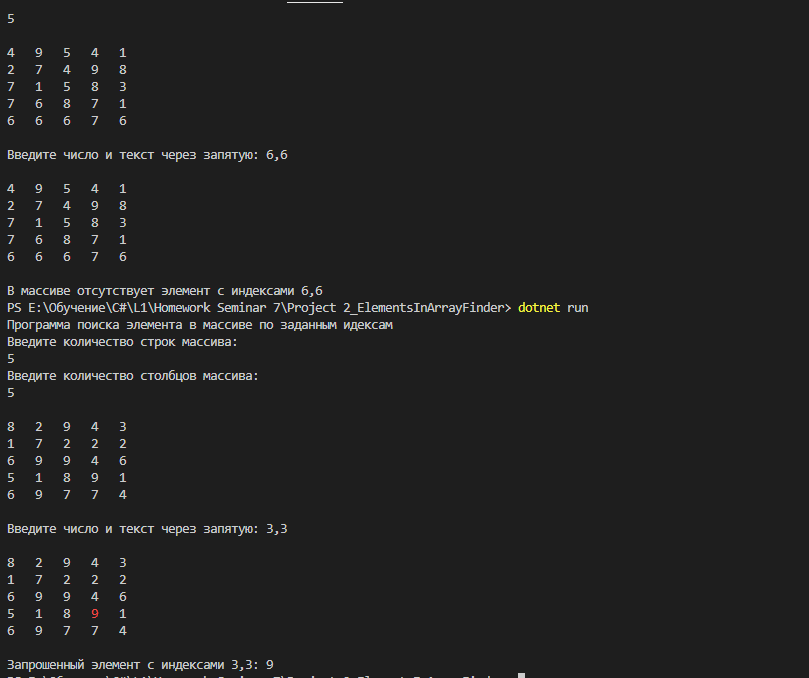 5
4 9 5 4 1
2 7 4 9 8
7 1 5 8 3
7 6 8 7 1
6 6 6 7 6
Введите число и текст через запятую: 6,6
4 9 5 4 1
2 7 4 9 8
7 1 5 8 3
7 6 8 7 1
6 6 6 7 6
В массиве отсутствует элемент с индексами 6,6
PS E:\Обучение\C#\L1\Homework Seminar 7\Project 2_ElementsInArrayFinder> dotnet run
Программа поиска элемента в массиве по заданным идексам
Введите количество строк массива:
5
Введите количество столбцов массива:
5
8 2 9 4 3
1 7 2 2 2
6 9 9 4 6
5 1 8 9 1
6 9 7 7 4
Введите число и текст через запятую: 3,3
8 2 9 4 3
1 7 2 2 2
6 9 9 4 6
5 1 8 9 1
6 9 7 7 4
Запрошенный элемент с индексами 3,3: 9